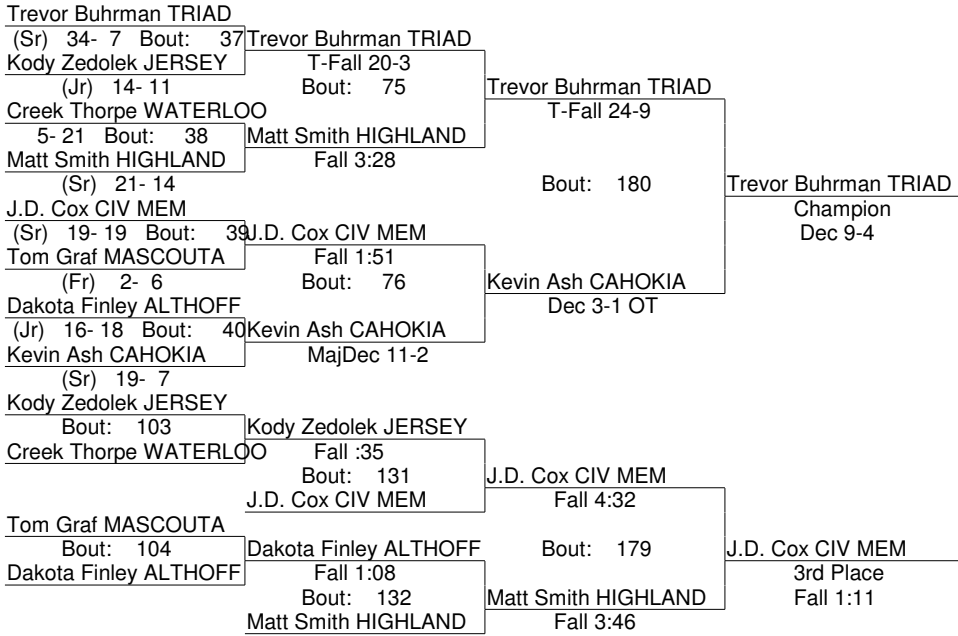 Trevor Buhrman TRIAD
(Sr) 34- 7 Bout: 37 Trevor Buhrman TRIAD
Kody Zedolek JERSEY T-Fall 20-3
(Jr) 14- 11 Bout: 75 Trevor Buhrman TRIAD
Creek Thorpe WATERLOO T-Fall 24-9
5- 21 Bout: 38 Matt Smith HIGHLAND
Matt Smith HIGHLAND Fall 3:28
(Sr) 21- 14 Bout: 180 Trevor Buhrman TRIAD
J.D. Cox CIV MEM Champion
(Sr) 19- 19 Bout: 39 J.D. Cox CIV MEM Dec 9-4
Tom Graf MASCOUTA Fall 1:51
(Fr) 2- 6 Bout: 76 Kevin Ash CAHOKIA
Dakota Finley ALTHOFF Dec 3-1 OT
(Jr) 16- 18 Bout: 40 Kevin Ash CAHOKIA
Kevin Ash CAHOKIA MajDec 11-2
(Sr) 19- 7
Kody Zedolek JERSEY
Bout: 103 Kody Zedolek JERSEY
Creek Thorpe WATERLOO Fall :35
Bout: 131 J.D. Cox CIV MEM
J.D. Cox CIV MEM Fall 4:32
Tom Graf MASCOUTA
Bout: 104 Dakota Finley ALTHOFF Bout: 179 J.D. Cox CIV MEM
Dakota Finley ALTHOFF Fall 1:08 3rd Place
Bout: 132 Matt Smith HIGHLAND Fall 1:11
Matt Smith HIGHLAND Fall 3:46